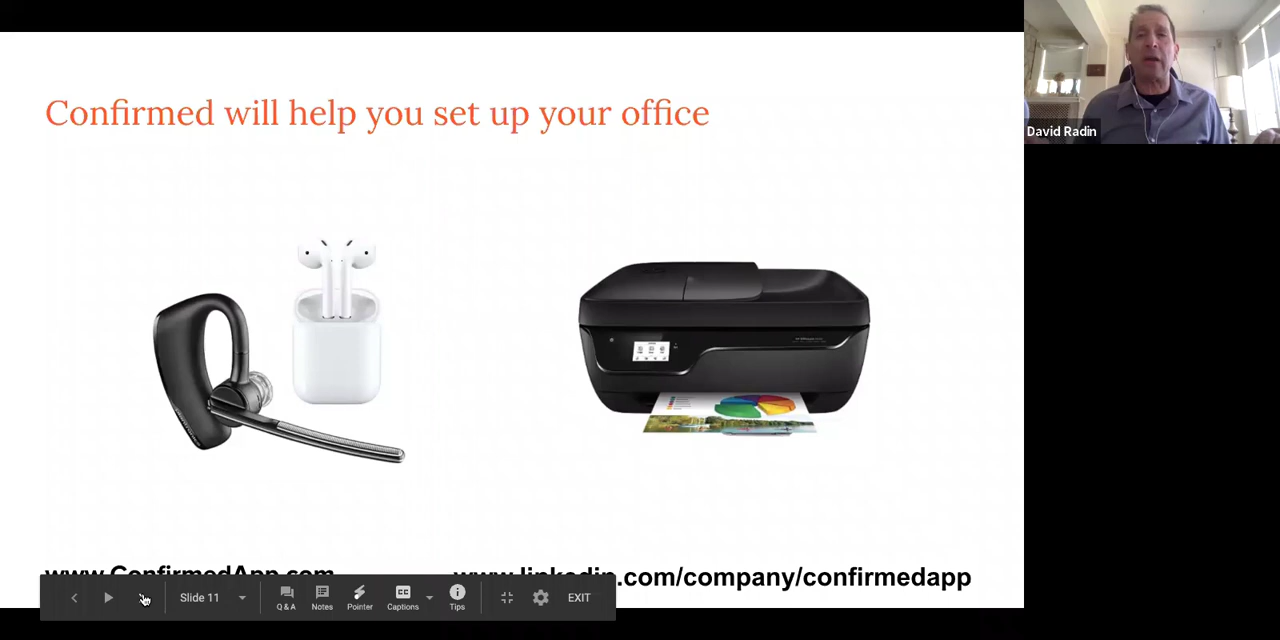 Confirmed will help you set up your office
David Radin
www.ConfirmedApp.com
www.linkedin.com/company/confirmedapp
Slide 11
Q & A
Notes
Pointer
Captions
Tips
EXIT